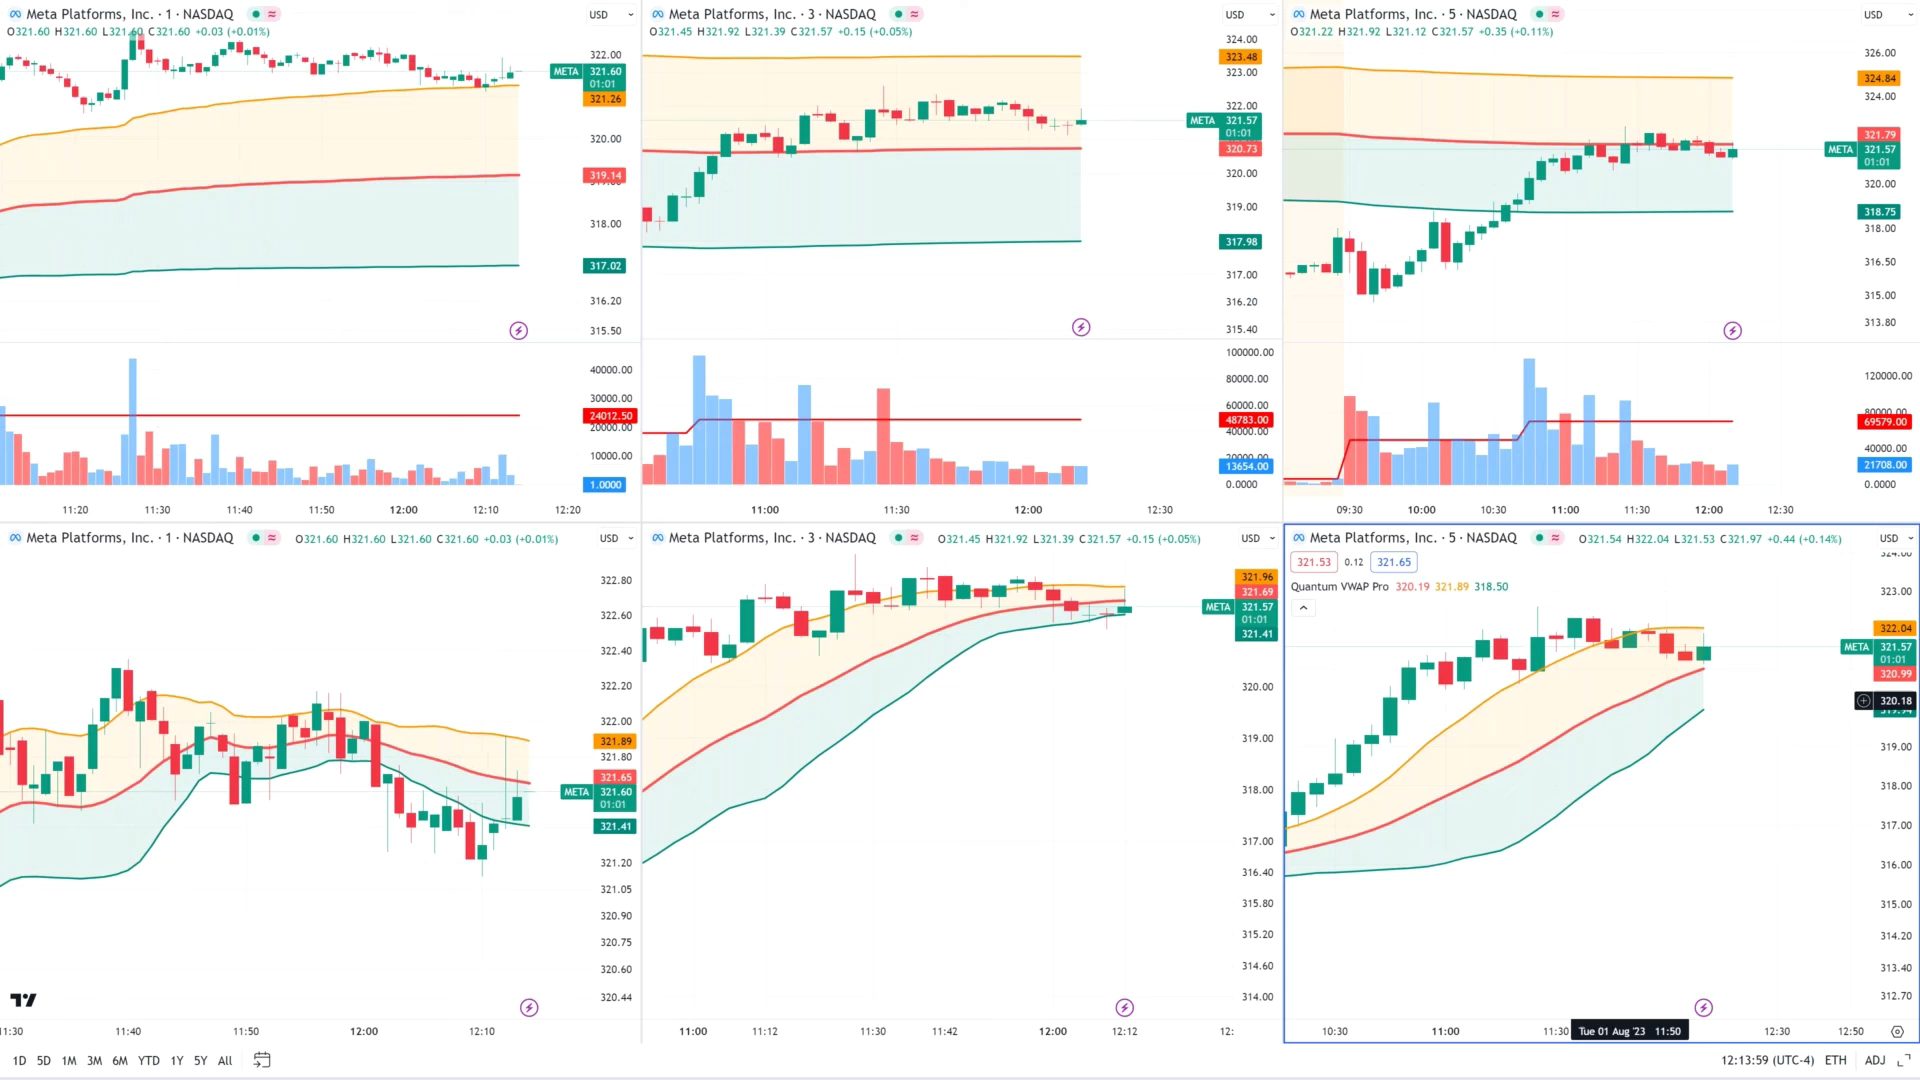 Meta Platforms, Inc. · 1 · NASDAQ
USD
O321.60 H321.60 L321.60 C321.60 +0.03 (+0.01%)
322.00
META 321.60
01:01
321.26
320.00
319.14
318.00
317.02
316.20
315.50
40000.00
30000.00
24012.50
20000.00
10000.00
1.0000
11:20 11:30 11:40 11:50 12:00 12:10 12:20
Meta Platforms, Inc. · 3 · NASDAQ
USD
O321.45 H321.92 L321.39 C321.57 +0.15 (+0.05%)
324.00
323.48
323.00
322.00
META 321.57
01:01
320.73
320.00
319.00
317.98
317.00
316.20
315.40
100000.00
80000.00
60000.00
48783.00
40000.00
13654.00
0.0000
11:00 11:30 12:00 12:30
Meta Platforms, Inc. · 5 · NASDAQ
USD
O321.22 H321.92 L321.12 C321.57 +0.35 (+0.11%)
326.00
324.84
324.00
321.79
META 321.57
01:01
320.00
318.75
318.00
316.50
315.00
313.80
120000.00
80000.00
69579.00
40000.00
21708.00
0.0000
09:30 10:00 10:30 11:00 11:30 12:00 12:30
Meta Platforms, Inc. · 1 · NASDAQ
O321.60 H321.60 L321.60 C321.60 +0.03 (+0.01%)
USD
322.80
322.60
322.40
322.20
322.00
321.89
321.80
321.65
META 321.60
01:01
321.41
321.20
321.05
320.90
320.75
320.60
320.44
11:30 11:40 11:50 12:00 12:10
Meta Platforms, Inc. · 3 · NASDAQ
O321.45 H321.92 L321.39 C321.57 +0.15 (+0.05%)
USD
321.96
321.69
META 321.57
01:01
321.41
320.00
319.00
318.00
317.00
316.40
315.80
315.20
314.60
314.00
11:00 11:12 11:30 11:42 12:00 12:12 12:
Meta Platforms, Inc. · 5 · NASDAQ
O321.54 H322.04 L321.53 C321.97 +0.44 (+0.14%)
USD
321.53 0.12 321.65
Quantum VWAP Pro 320.19 321.89 318.50
324.00
323.00
322.04
META 321.57
01:01
320.99
320.18
319.00
318.00
317.00
316.00
315.00
314.20
313.40
312.70
10:30 11:00 11:30 Tue 01 Aug '23 11:50 12:30 12:50
1D 5D 1M 3M 6M YTD 1Y 5Y All
12:13:59 (UTC-4) ETH ADJ